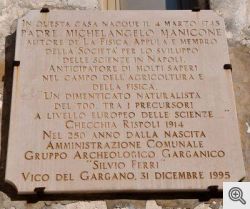 IN QUESTA CASA NACQUE IL 4 MARZO 1745
PADRE MICHELANGELO MANICONE
AUTORE DE LA FISICA APPULA E MEMBRO
DELLA SOCIETÀ PER LO SVILUPPO
DELLE SCIENZE IN NAPOLI
ANTICIPATORE DI MOLTI SAPERI
NEL CAMPO DELL'AGRICOLTURA E
DELLA FISICA.
UN DIMENTICATO NATURALISTA
DEL '700, TRA I PRECURSORI
A LIVELLO EUROPEO DELLE SCIENZE
CHECCHIA RISPOLI 1914
NEL 250 ANNO DALLA NASCITA
AMMINISTRAZIONE COMUNALE
GRUPPO ARCHEOLOGICO GARGANICO
"SILVIO FERRI"
VICO DEL GARGANO, 31 DICEMBRE 1995